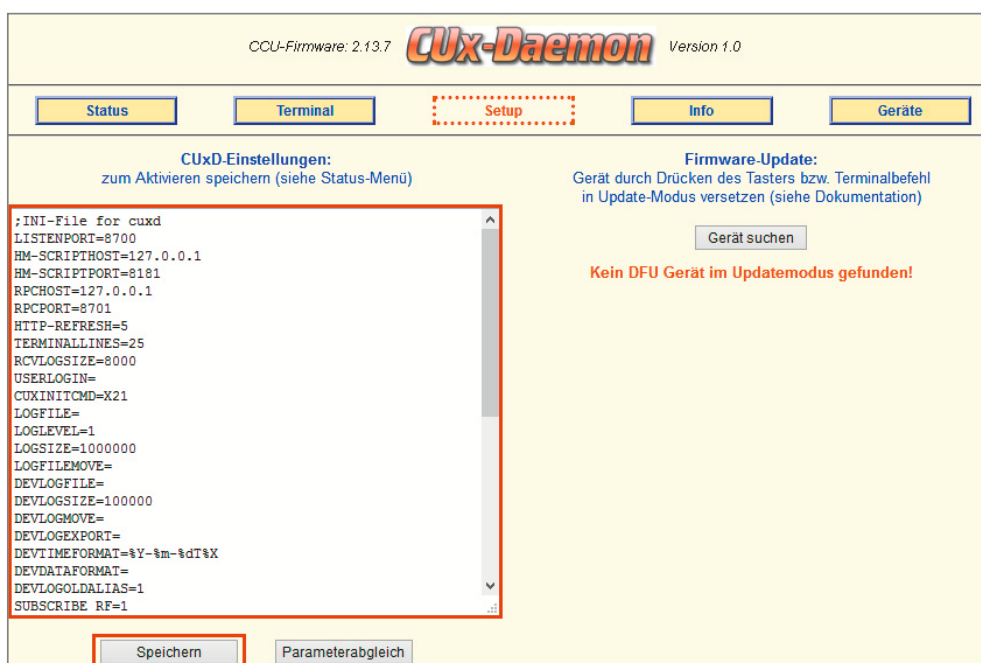 CCU-Firmware: 2.13.7 CUx-Daemon Version 1.0
Status Terminal Setup Info Geräte
CUxD-Einstellungen:
zum Aktivieren speichern (siehe Status-Menü)
;INI-File for cuxd
LISTENPORT=8700
HM-SCRIPTHOST=127.0.0.1
HM-SCRIPTPORT=8181
RPCHOST=127.0.0.1
RPCPORT=8701
HTTP-REFRESH=5
TERMINALLINES=25
RCVLOGSIZE=8000
USERLOGIN=
CUXINITCMD=X21
LOGFILE=
LOGLEVEL=1
LOGSIZE=1000000
LOGFILEMOVE=
DEVLOGFILE=
DEVLOGSIZE=100000
DEVLOGMOVE=
DEVLOGEXPORT=
DEVTIMEFORMAT=%Y-%m-%dT%X
DEVDATAFORMAT=
DEVLOGOLDALIAS=1
SUBSCRIBE RF=1
Speichern Parameterabgleich
Firmware-Update:
Gerät durch Drücken des Tasters bzw. Terminalbefehl
in Update-Modus versetzen (siehe Dokumentation)
Gerät suchen
Kein DFU Gerät im Updatemodus gefunden!